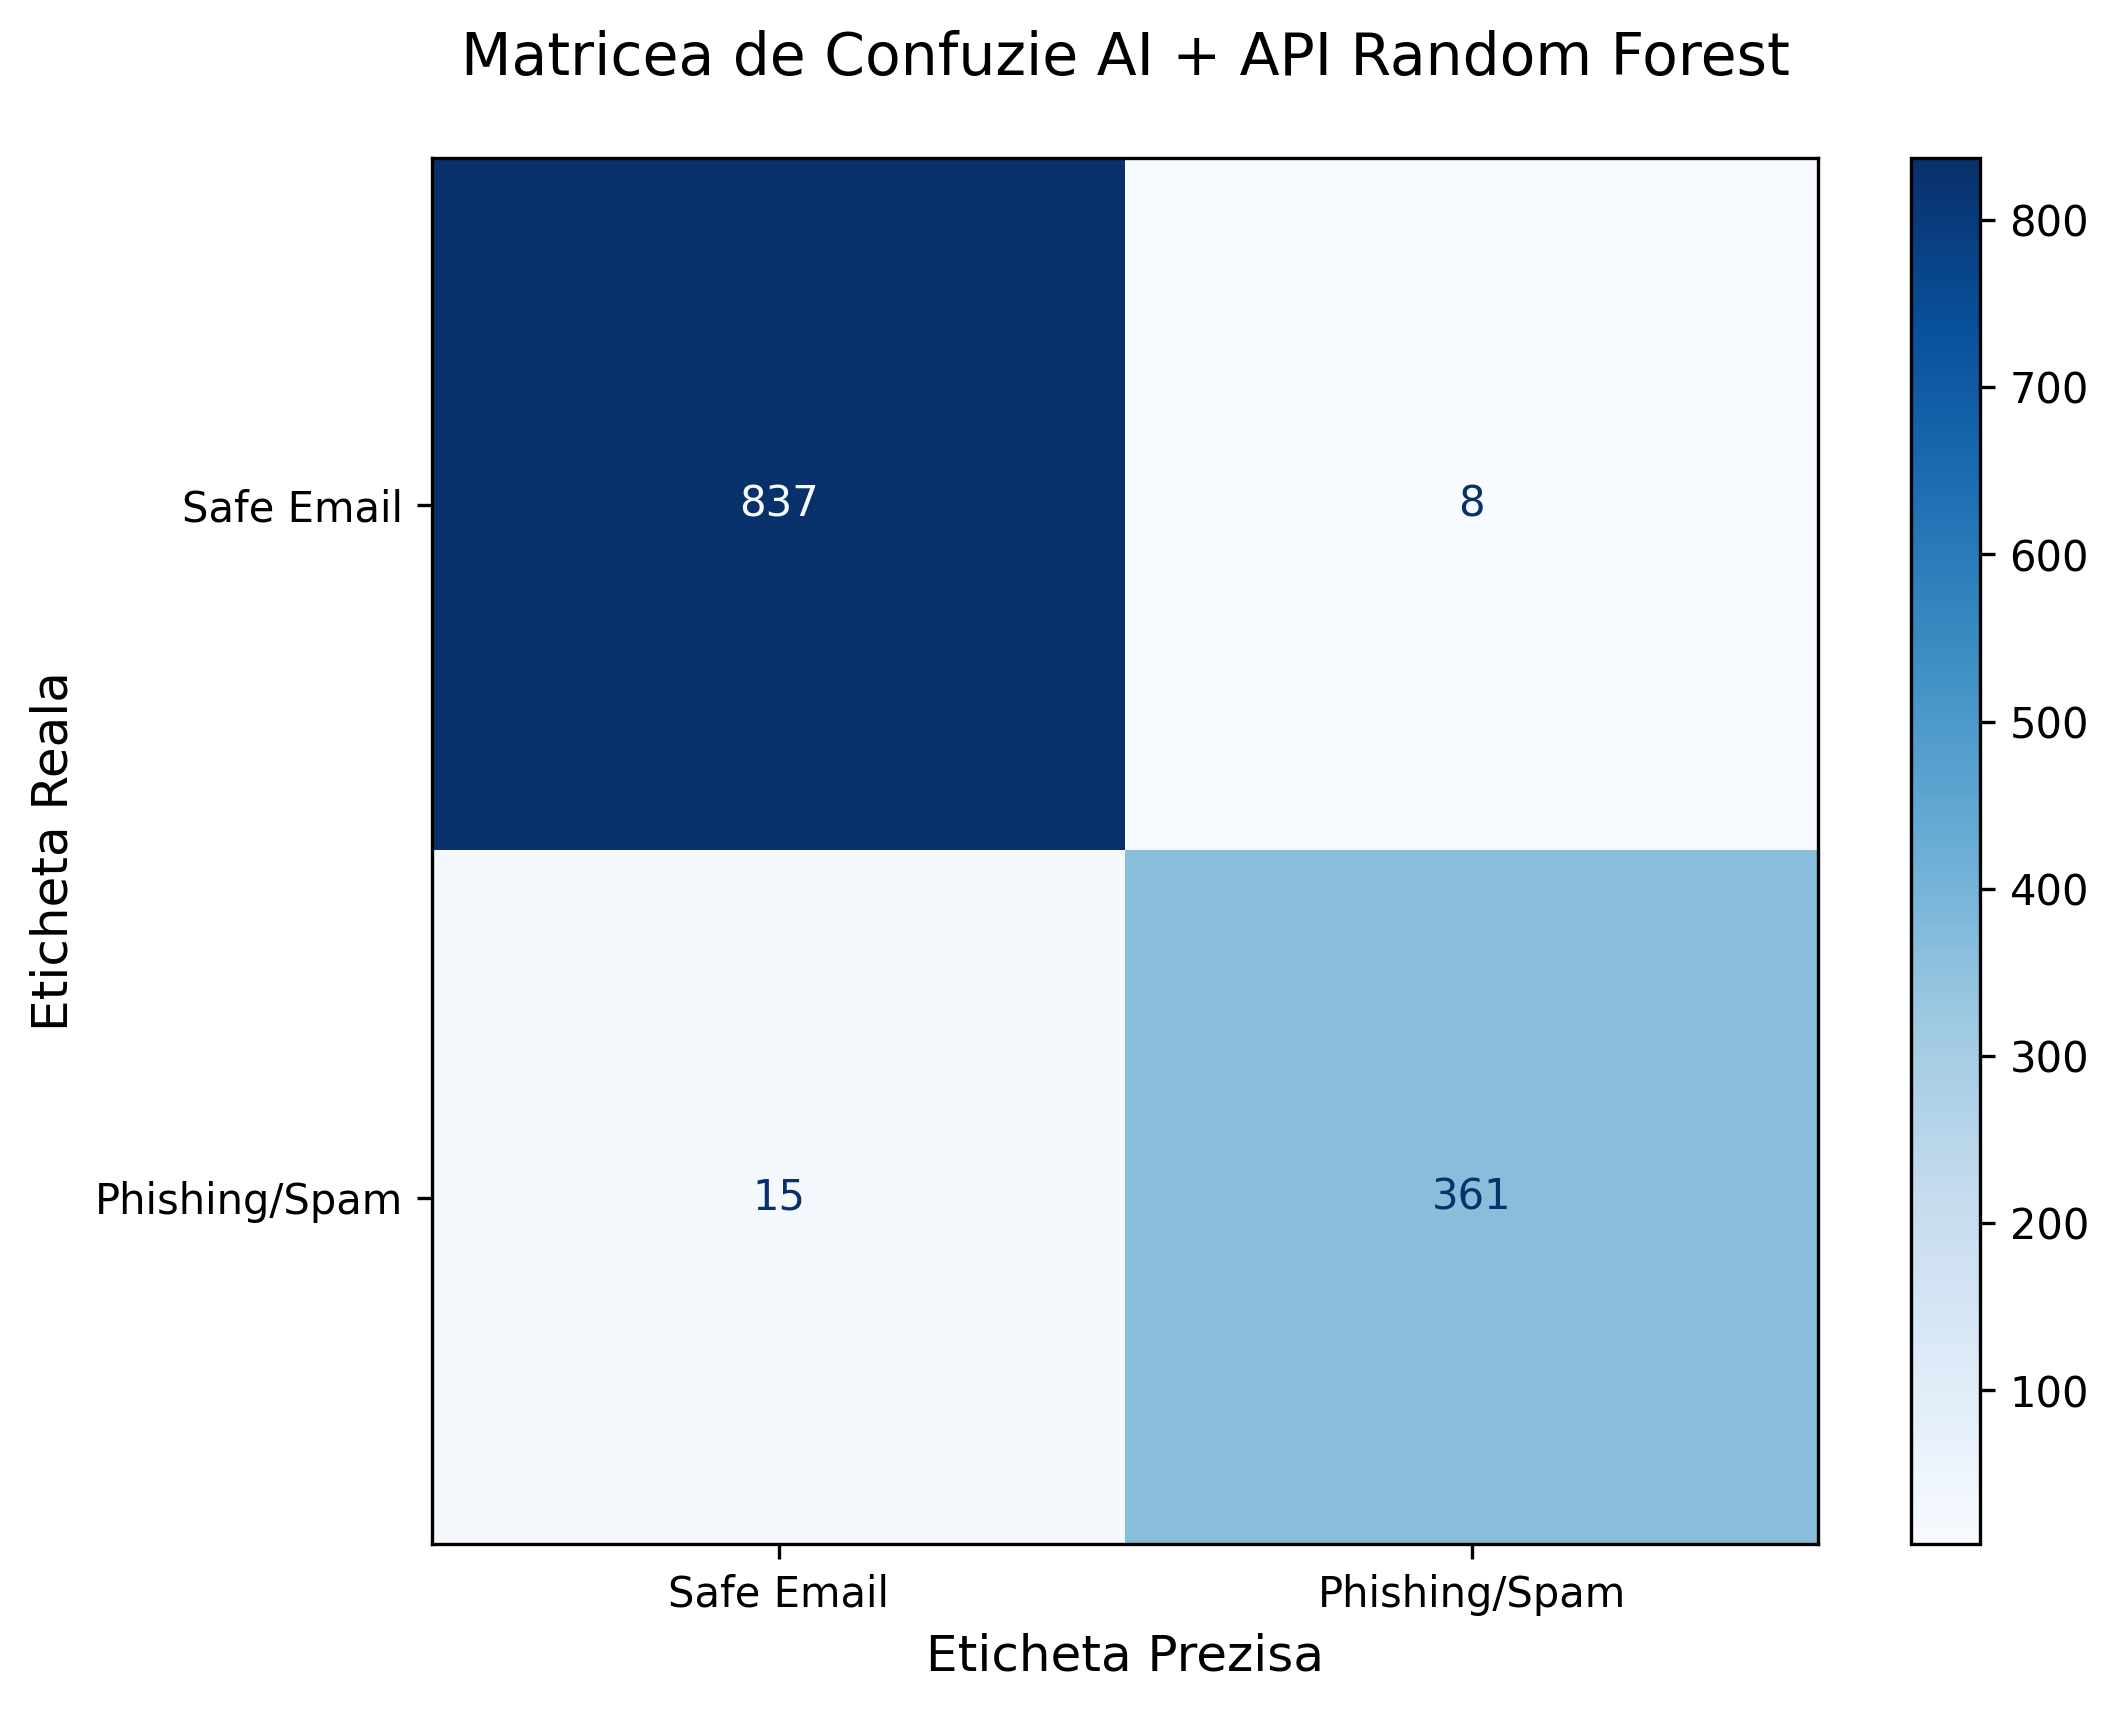 Matricea de Confuzie AI + API Random Forest
Eticheta Reala
Safe Email
837
8
Phishing/Spam
15
361
Safe Email
Phishing/Spam
Eticheta Prezisa
800
700
600
500
400
300
200
100